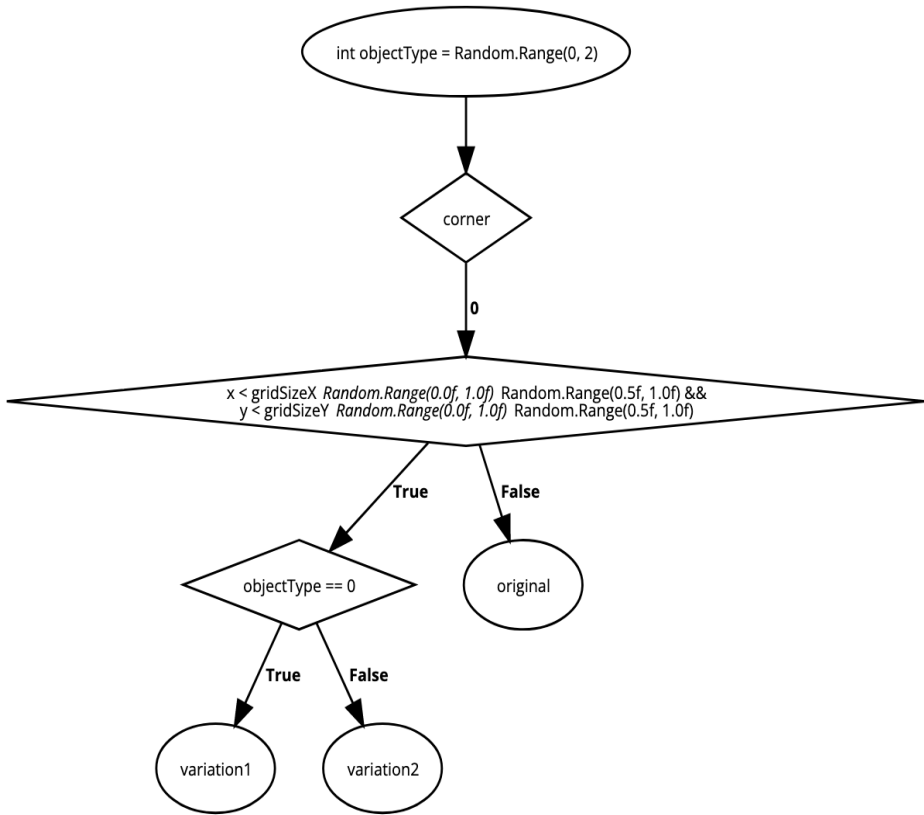 int objectType = Random.Range(0, 2)
corner
0
x < gridSizeX Random.Range(0.0f, 1.0f) Random.Range(0.5f, 1.0f) &&
y < gridSizeY Random.Range(0.0f, 1.0f) Random.Range(0.5f, 1.0f)
True
False
objectType == 0
original
True
False
variation1
variation2